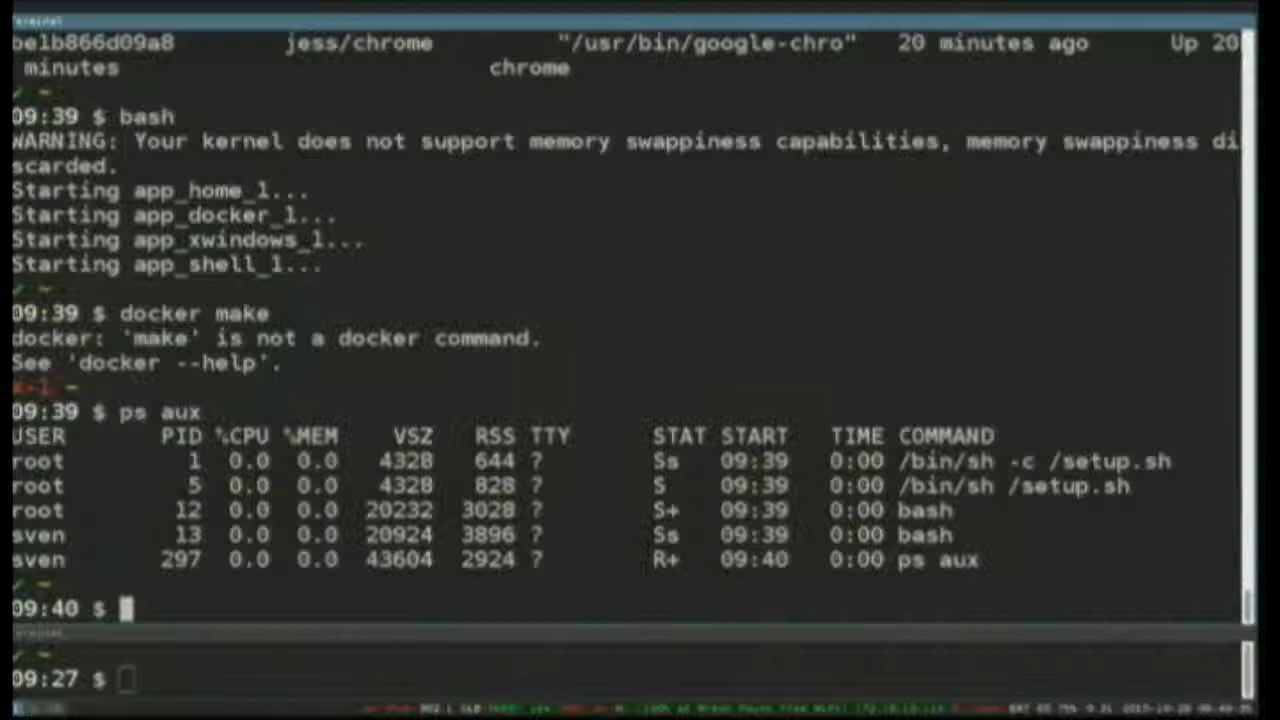 be1b866d09a8 jess/chrome "/usr/bin/google-chro" 20 minutes ago Up 20
minutes chrome
09:39 $ bash
WARNING: Your kernel does not support memory swappiness capabilities, memory swappiness di
scarded.
Starting app_home_1...
Starting app_docker_1...
Starting app_xwindows_1...
Starting app_shell_1...
09:39 $ docker make
docker: 'make' is not a docker command.
See 'docker --help'.
09:39 $ ps aux
USER PID %CPU %MEM VSZ RSS TTY STAT START TIME COMMAND
root 1 0.0 0.0 4328 644 ? Ss 09:39 0:00 /bin/sh -c /setup.sh
root 5 0.0 0.0 4328 828 ? S 09:39 0:00 /bin/sh /setup.sh
root 12 0.0 0.0 20232 3028 ? S+ 09:39 0:00 bash
sven 13 0.0 0.0 20924 3896 ? Ss 09:39 0:00 bash
sven 297 0.0 0.0 43604 2924 ? R+ 09:40 0:00 ps aux
09:40 $
09:27 $